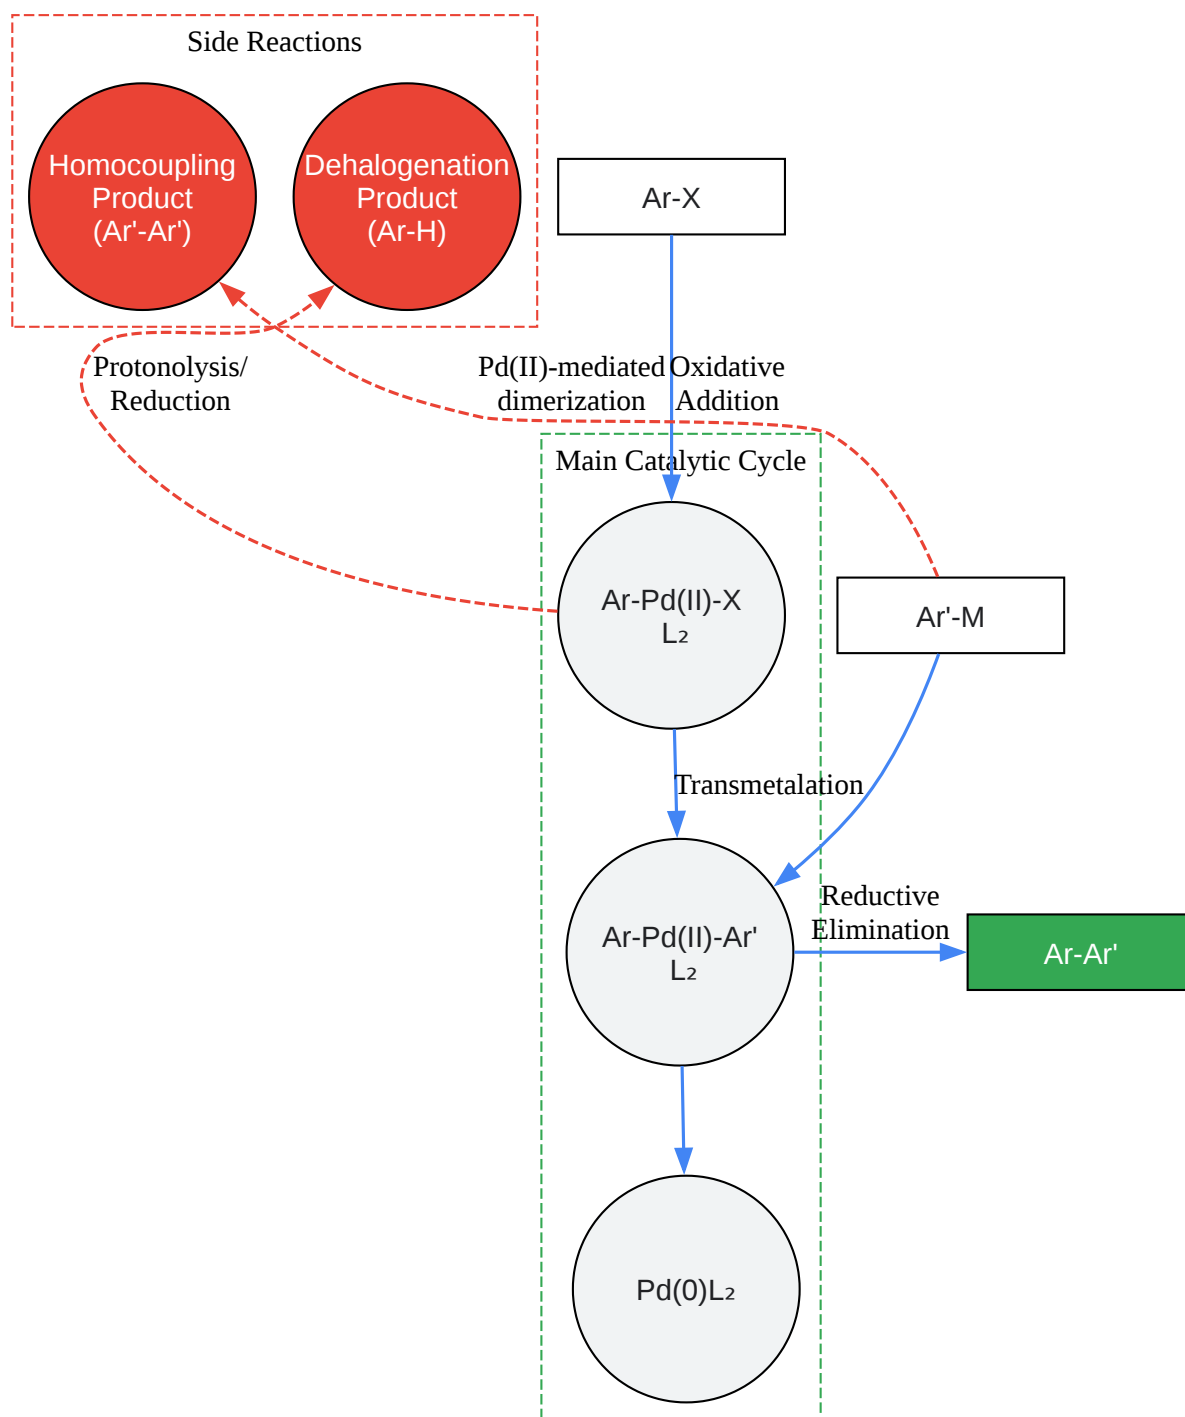 Side Reactions
Homocoupling
Product
(Ar'-Ar')
Dehalogenation
Product
(Ar-H)
Ar-X
Protonolysis/
Reduction
Pd(II)-mediated
dimerization
Oxidative
Addition
Main Catalytic Cycle
Ar-Pd(II)-X
L₂
Ar'-M
Transmetalation
Reductive
Elimination
Ar-Pd(II)-Ar'
L₂
Ar-Ar'
Pd(0)L₂